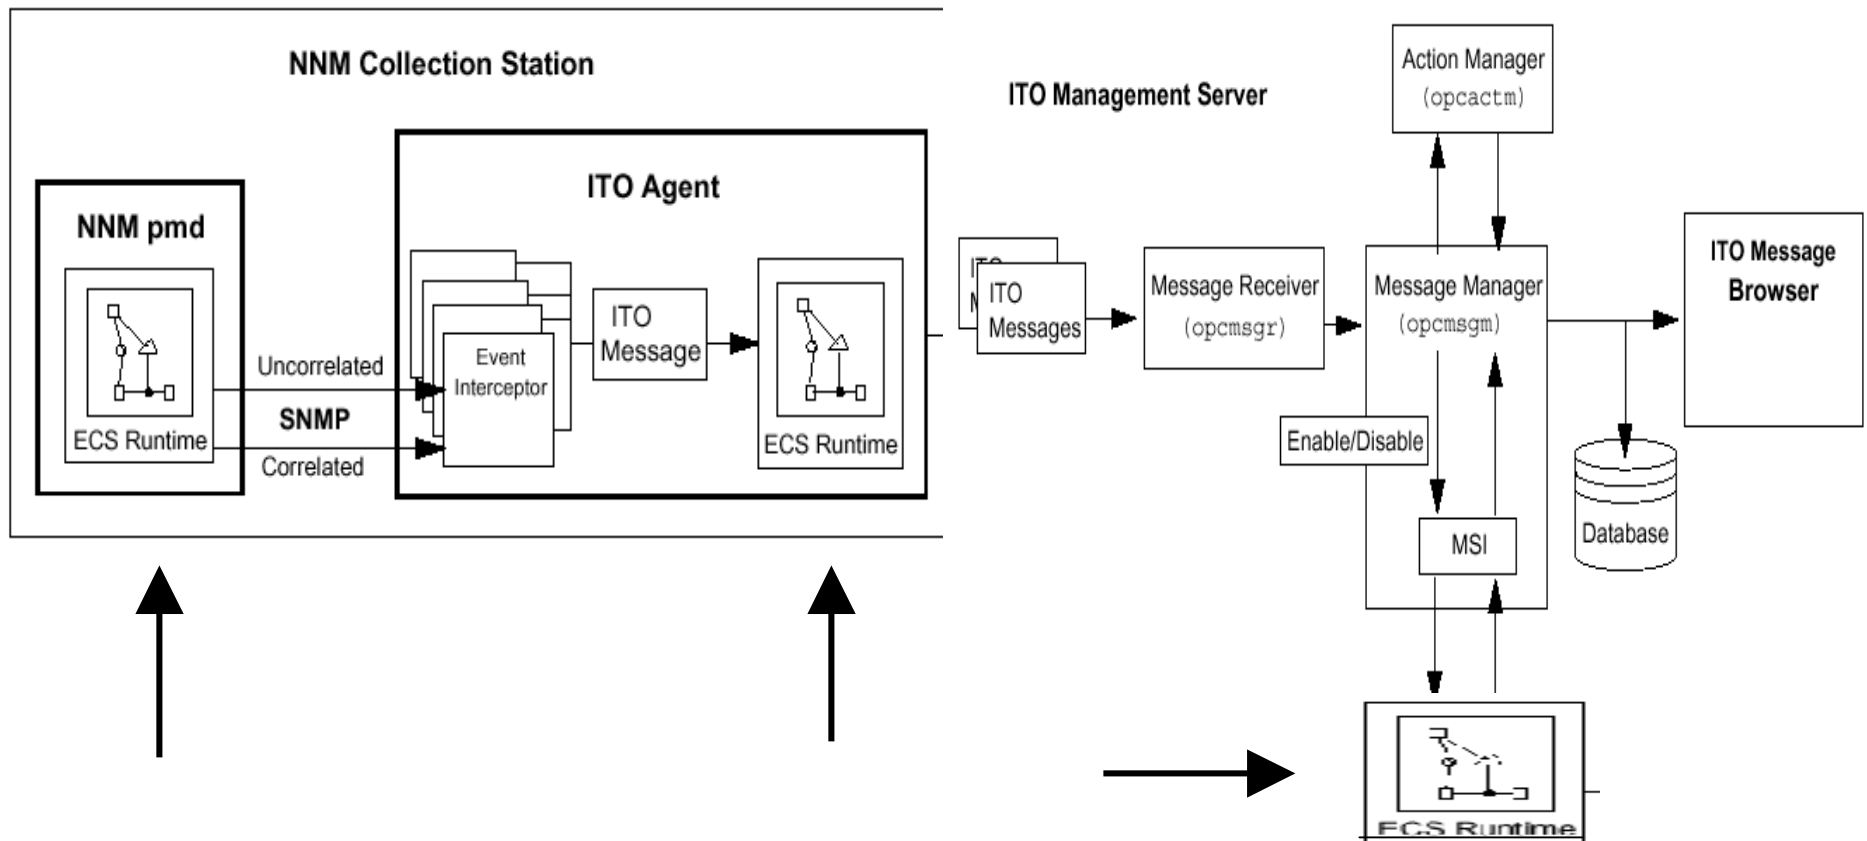 NNM Collection Station
NNM pmd
ECS Runtime
Uncorrelated
SNMP
Correlated
ITO Agent
Event
Interceptor
ITO
Message
ECS Runtime
ITO Management Server
ITO
ITO
Messages
Message Receiver
(opcmsgr)
Action Manager
(opcactm)
Message Manager
(opcmsgm)
Enable/Disable
MSI
ECS Runtime
ITO Message
Browser
Database